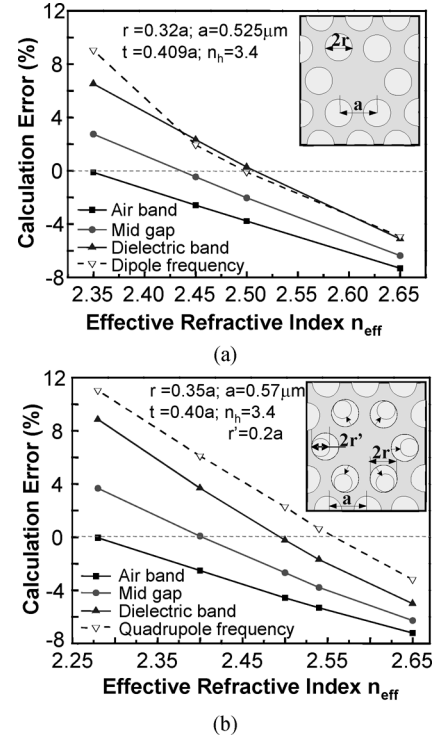 12
8
4
0
-4
-8
Calculation Error (%)
r =0.32a; a=0.525μm
t =0.409a; nh=3.4
2r
a
Air band
Mid gap
Dielectric band
Dipole frequency
2.35 2.40 2.45 2.50 2.55 2.60 2.65
Effective Refractive Index neff
(a)
12
8
4
0
-4
-8
Calculation Error (%)
r =0.35a; a=0.57μm
t =0.40a; nh=3.4
r'=0.2a
2r'
2r
a
Air band
Mid gap
Dielectric band
Quadrupole frequency
2.25 2.35 2.45 2.55 2.65
Effective Refractive Index neff
(b)